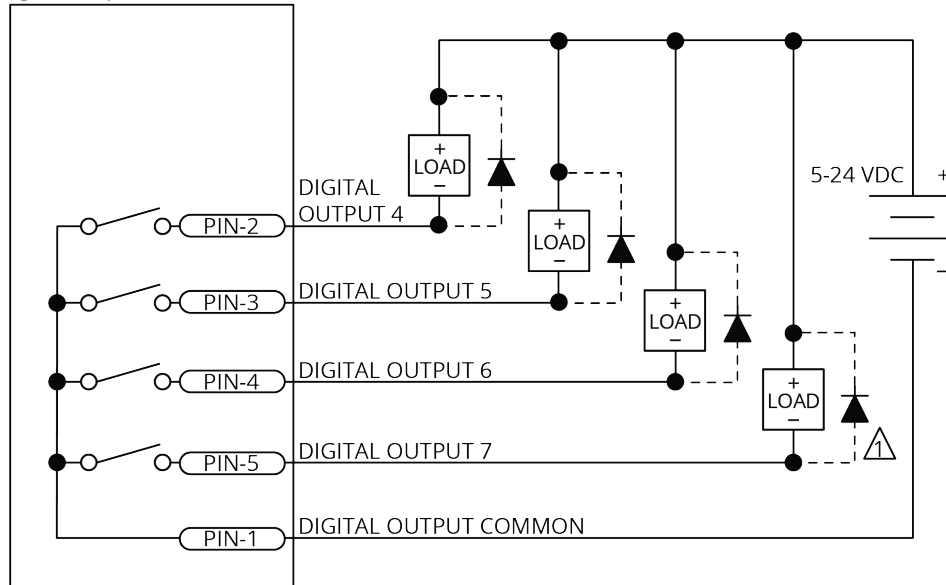 DIGITAL
OUTPUT 4
PIN-2
+
LOAD
−
5-24 VDC
+
−
PIN-3
DIGITAL OUTPUT 5
+
LOAD
−
PIN-4
DIGITAL OUTPUT 6
+
LOAD
−
PIN-5
DIGITAL OUTPUT 7
+
LOAD
−
1
PIN-1
DIGITAL OUTPUT COMMON